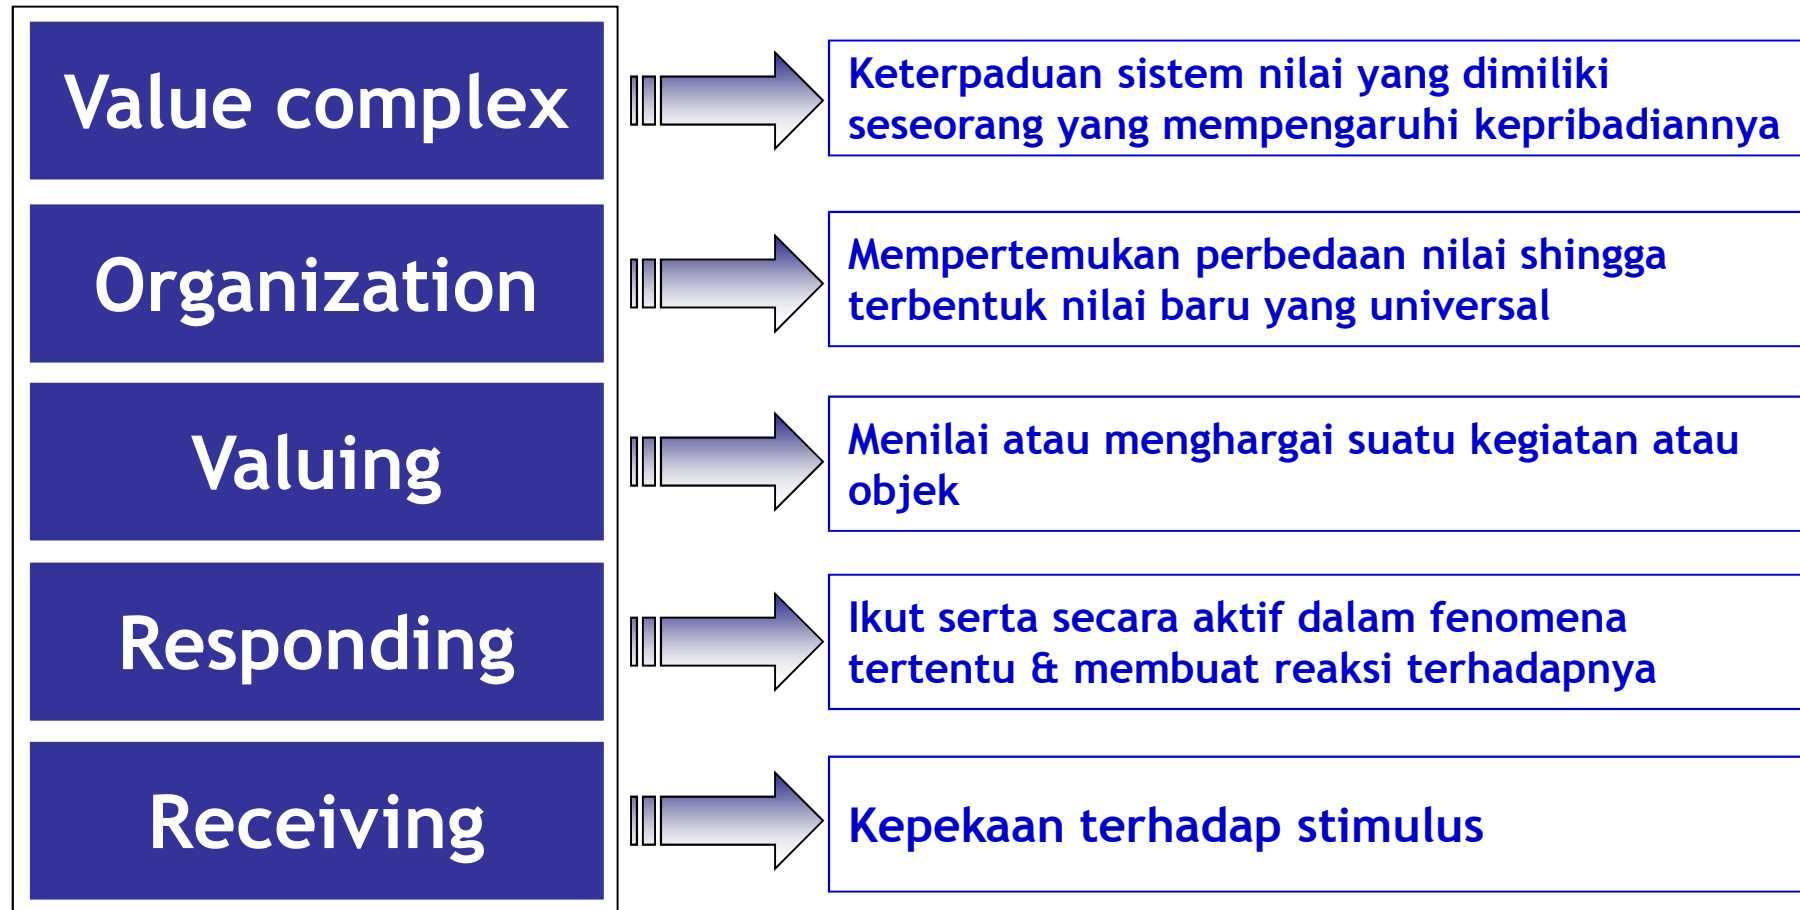 Value complex
Keterpaduan sistem nilai yang dimiliki
seseorang yang mempengaruhi kepribadiannya
Organization
Mempertemukan perbedaan nilai shingga
terbentuk nilai baru yang universal
Valuing
Menilai atau menghargai suatu kegiatan atau
objek
Responding
Ikut serta secara aktif dalam fenomena
tertentu & membuat reaksi terhadapnya
Receiving
Kepekaan terhadap stimulus